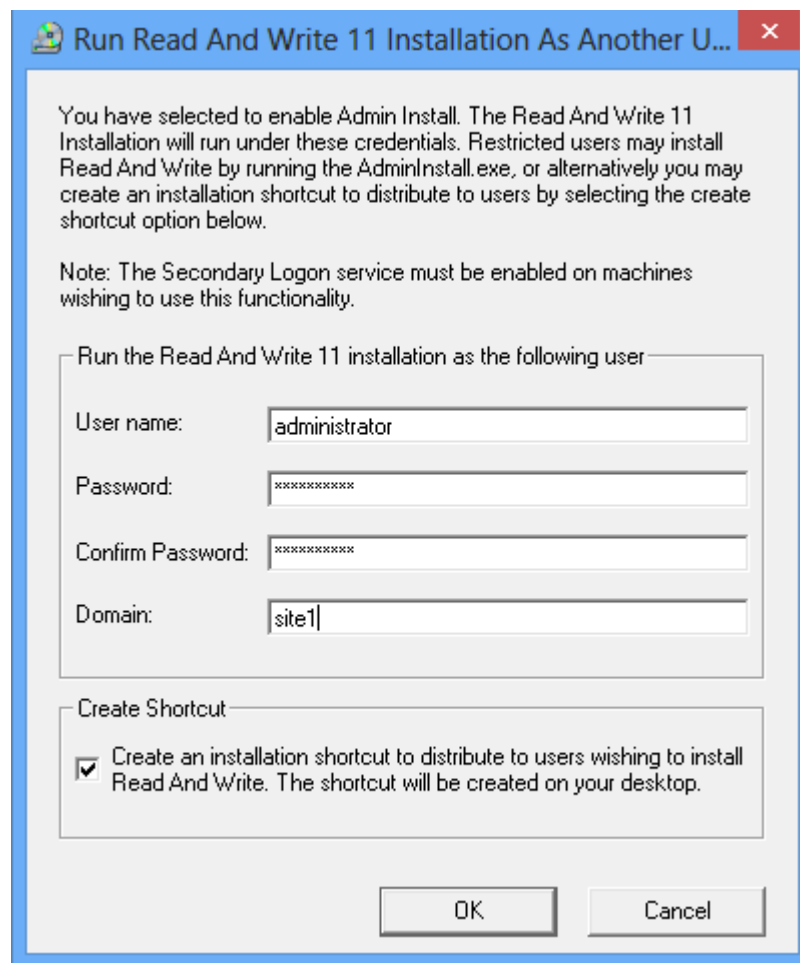 Run Read And Write 11 Installation As Another U...
You have selected to enable Admin Install. The Read And Write 11
Installation will run under these credentials. Restricted users may install
Read And Write by running the AdminInstall.exe, or alternatively you may
create an installation shortcut to distribute to users by selecting the create
shortcut option below.
Note: The Secondary Logon service must be enabled on machines
wishing to use this functionality.
Run the Read And Write 11 installation as the following user
User name: administrator
Password: **********
Confirm Password: **********
Domain: site1
Create Shortcut
Create an installation shortcut to distribute to users wishing to install
Read And Write. The shortcut will be created on your desktop.
OK Cancel